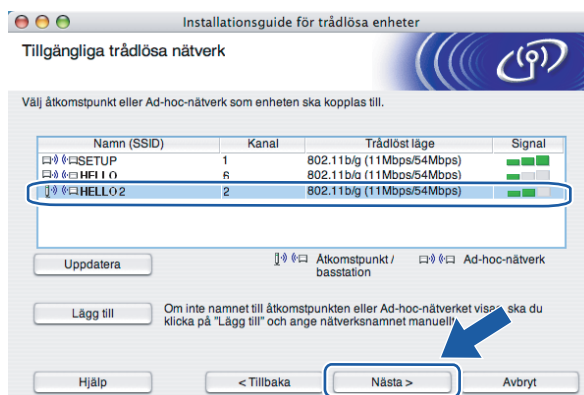 Installationsguide för trådlösa enheter
Tillgängliga trådlösa nätverk
Välj åtkomstpunkt eller Ad-hoc-nätverk som enheten ska kopplas till.
Namn (SSID) Kanal Trådlöst läge Signal
SETUP 1 802.11b/g (11Mbps/54Mbps)
HELLO 6 802.11b/g (11Mbps/54Mbps)
HELLO 2 2 802.11b/g (11Mbps/54Mbps)
Uppdatera
Åtkomstpunkt / Ad-hoc-nätverk
basstation
Lägg till
Om inte namnet till åtkomstpunkten eller Ad-hoc-nätverket visas, ska du
klicka på "Lägg till" och ange nätverksnamnet manuellt.
Hjälp < Tillbaka Nästa > Avbryt